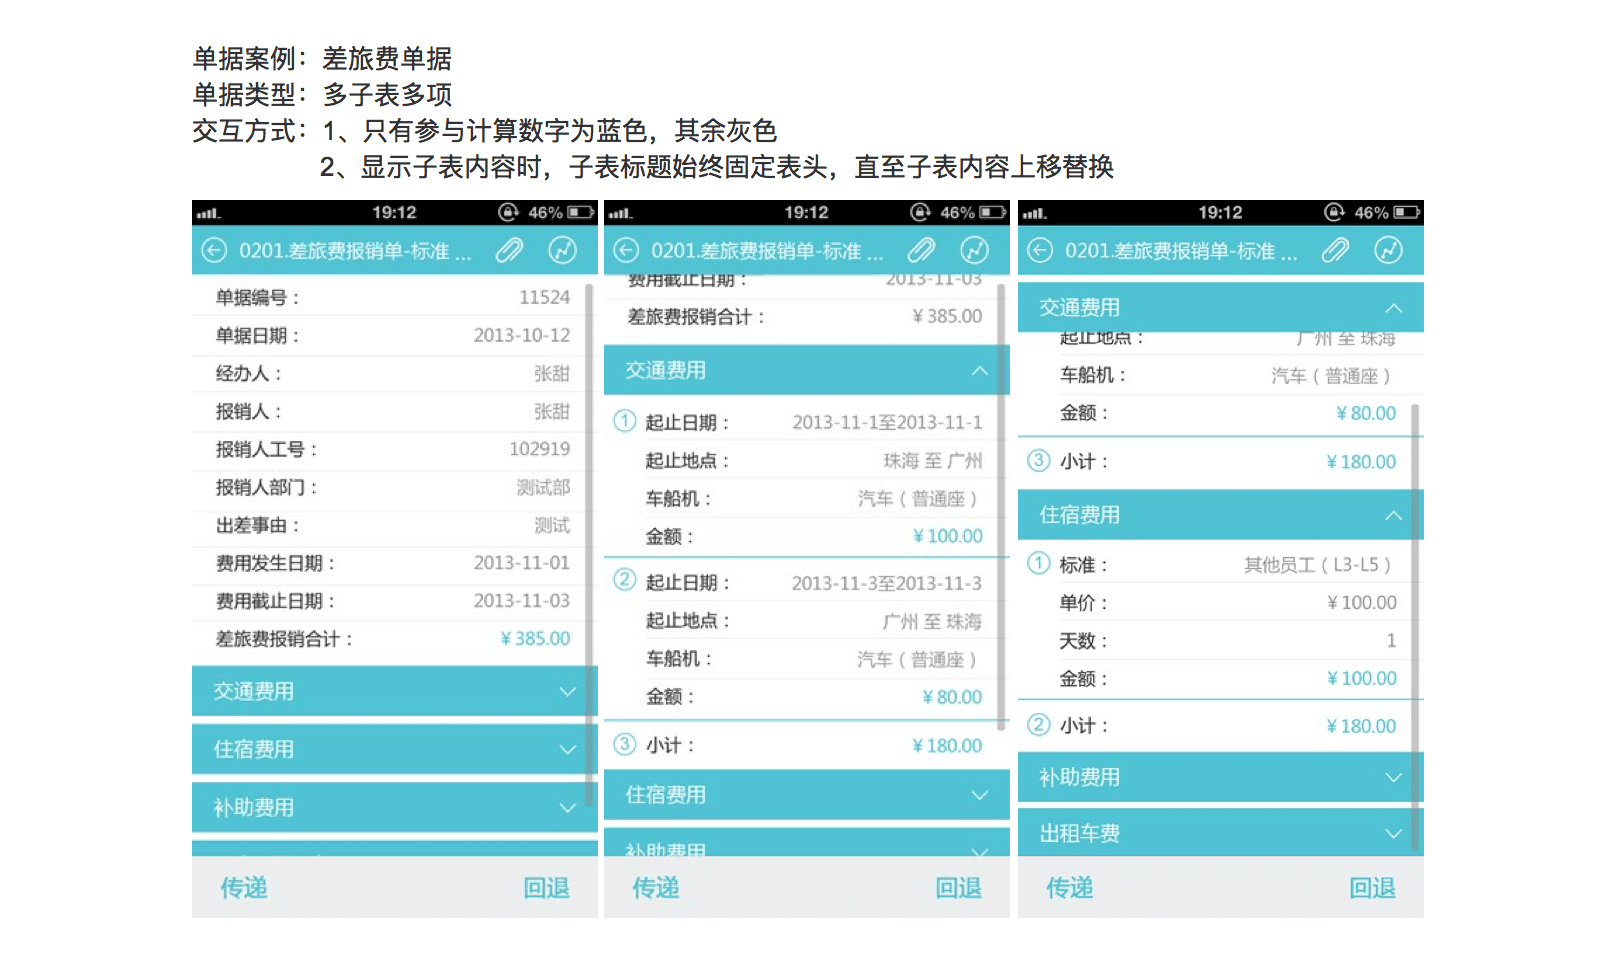 单据案例：差旅费单据
单据类型：多子表多项
交互方式：1、只有参与计算数字为蓝色，其余灰色
2、显示子表内容时，子表标题始终固定表头，直至子表内容上移替换
19:12
46%
0201.差旅费报销单-标准 ...
单据编号： 11524
单据日期： 2013-10-12
经办人： 张甜
报销人： 张甜
报销人工号： 102919
报销人部门： 测试部
出差事由： 测试
费用发生日期： 2013-11-01
费用截止日期： 2013-11-03
差旅费报销合计： ¥385.00
交通费用
住宿费用
补助费用
传递 回退
19:12
46%
0201.差旅费报销单-标准 ...
费用截止日期： 2013-11-03
差旅费报销合计： ¥385.00
交通费用
① 起止日期： 2013-11-1至2013-11-1
起止地点： 珠海 至 广州
车船机： 汽车（普通座）
金额： ¥100.00
② 起止日期： 2013-11-3至2013-11-3
起止地点： 广州 至 珠海
车船机： 汽车（普通座）
金额： ¥80.00
③ 小计： ¥180.00
住宿费用
补助费用
传递 回退
19:12
46%
0201.差旅费报销单-标准 ...
交通费用
起止地点： 广州 至 珠海
车船机： 汽车（普通座）
金额： ¥80.00
③ 小计： ¥180.00
住宿费用
① 标准： 其他员工（L3-L5）
单价： ¥100.00
天数： 1
金额： ¥100.00
② 小计： ¥180.00
补助费用
出租车费
传递 回退